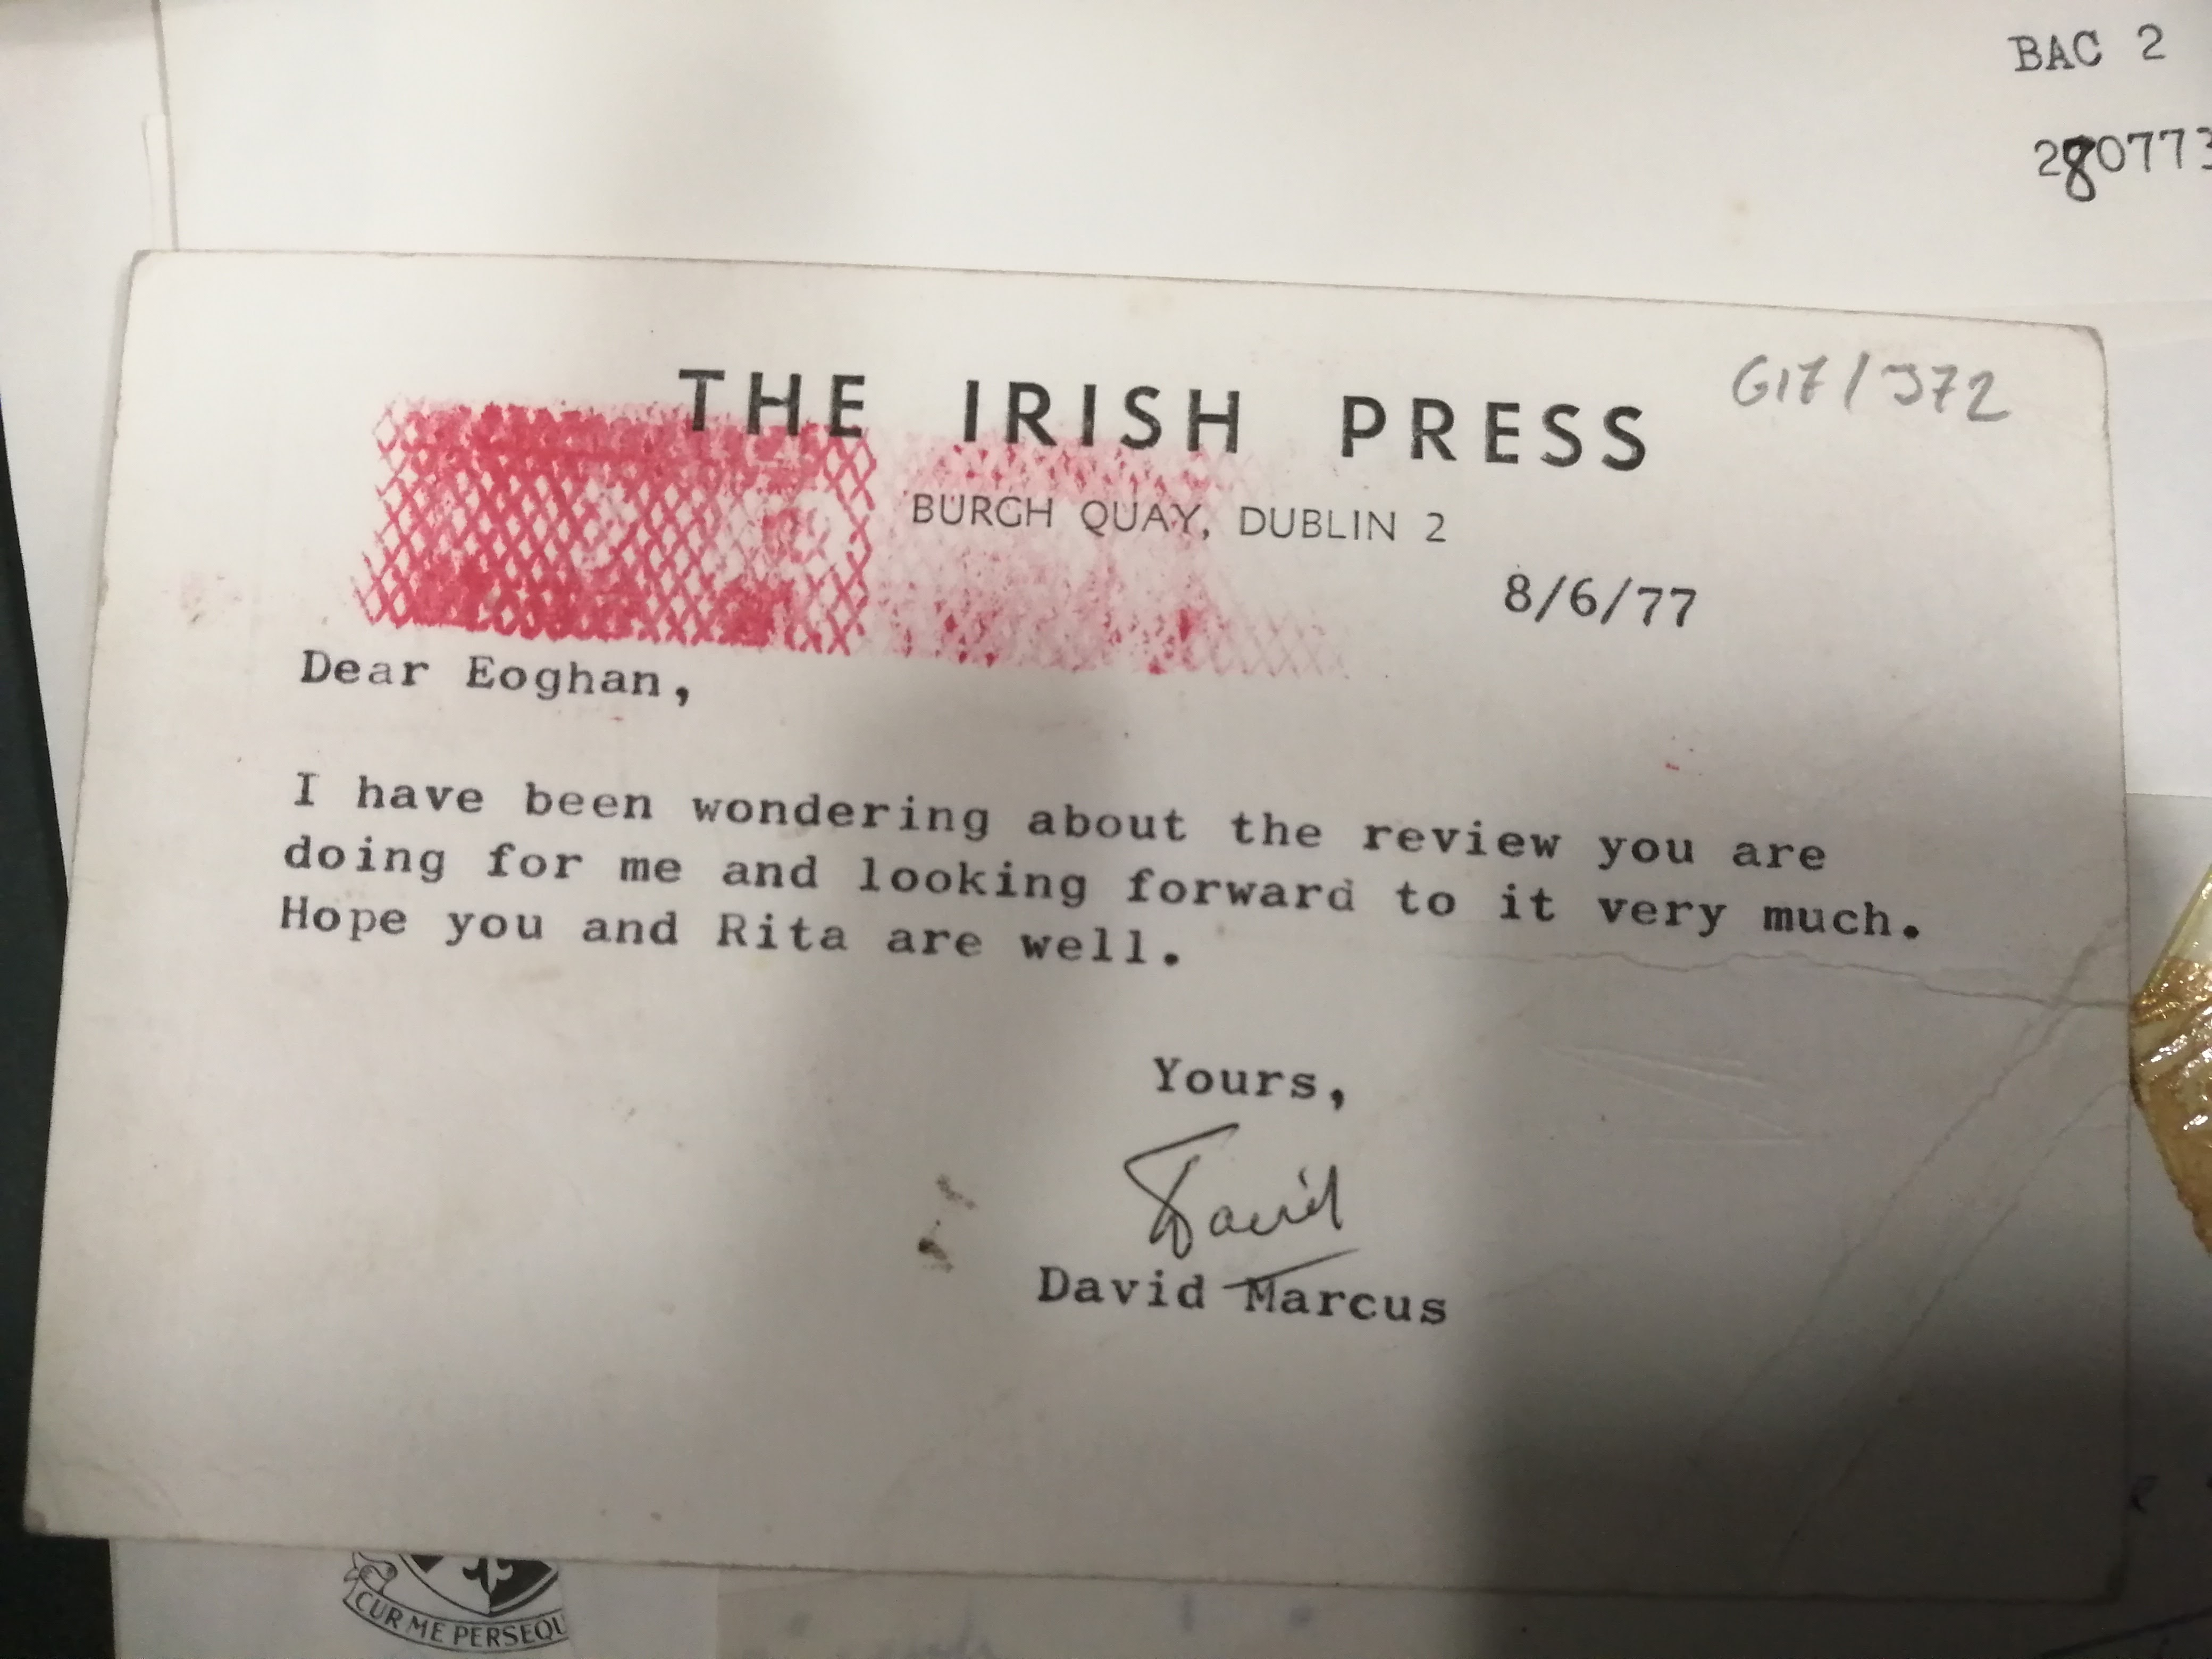 BAC 2
280773
THE IRISH PRESS
G17/372
BURGH QUAY, DUBLIN 2
8/6/77
Dear Eoghan,
I have been wondering about the review you are
doing for me and looking forward to it very much.
Hope you and Rita are well.
Yours,
David
David Marcus
CUR ME PERSEQU